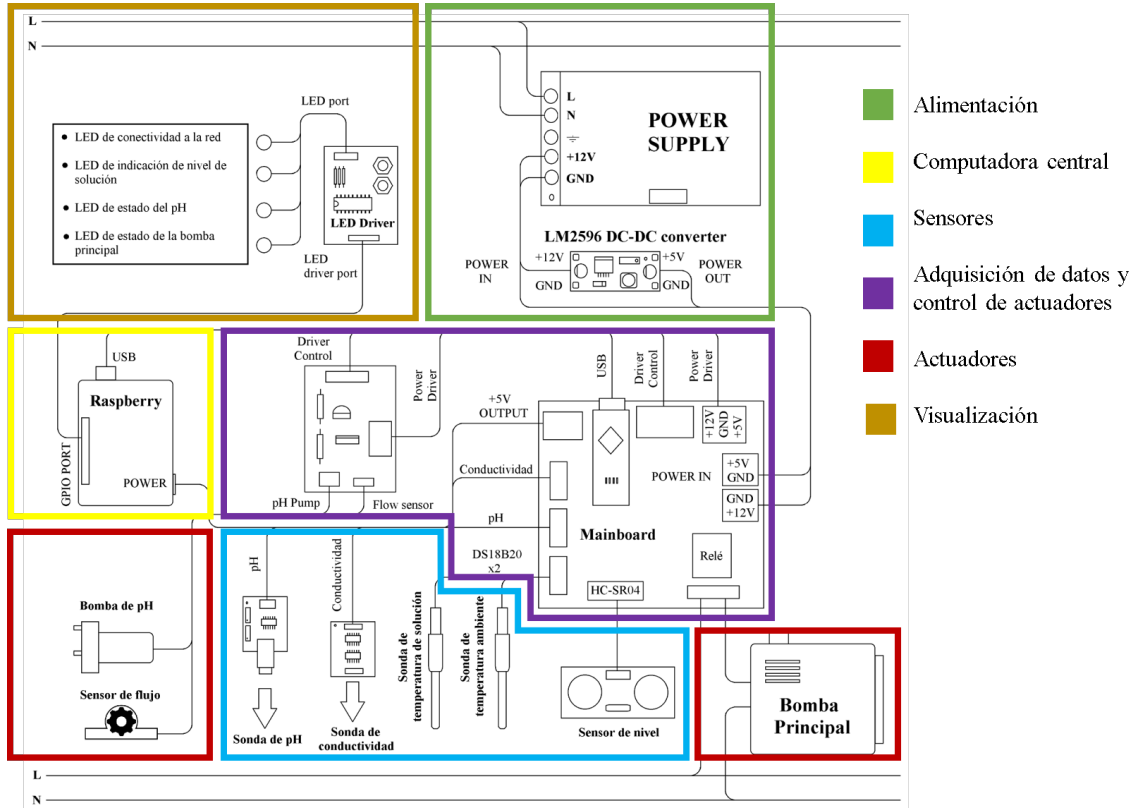 L
N
LED port
LED de conectividad a la red
LED de indicación de nivel de
solución
LED de estado del pH
LED de estado de la bomba
principal
LED Driver
LED
driver port
L
N
+12V
GND
POWER
SUPPLY
LM2596 DC-DC converter
POWER
IN
+12V
GND
+5V
GND
POWER
OUT
Alimentación
Computadora central
Sensores
Adquisición de datos y
control de actuadores
Actuadores
Visualización
USB
Raspberry
GPIO PORT
POWER
Driver
Control
Power
Driver
pH Pump
Flow sensor
+5V
OUTPUT
USB
Driver
Control
Power
Driver
+12V
GND
+5V
Conductividad
POWER IN
+5V
GND
GND
+12V
pH
Mainboard
DS18B20
x2
Relé
HC-SR04
Bomba de pH
Sensor de flujo
pH
Conductividad
Sonda de pH
Sonda de
conductividad
Sonda de
temperatura de solución
Sonda de
temperatura ambiente
Sensor de nivel
Bomba
Principal
L
N